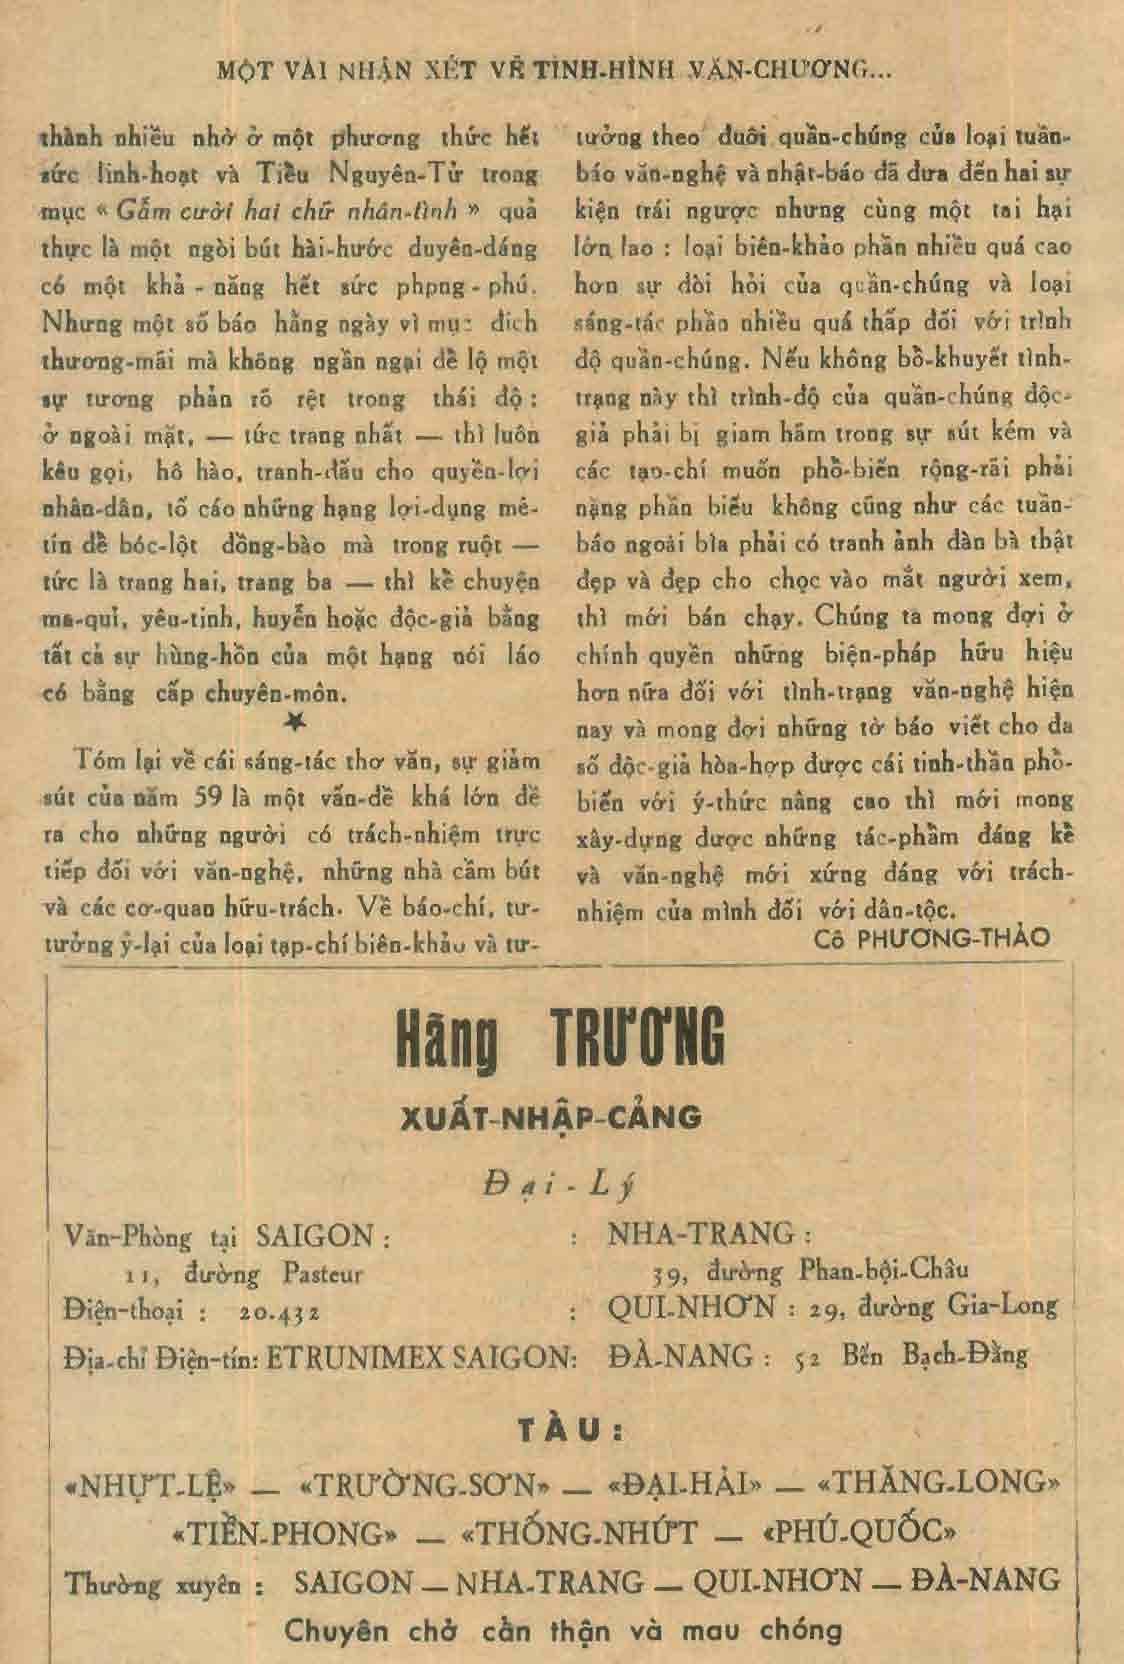 MỘT VÀI NHẬN XÉT VỀ TÌNH-HÌNH VĂN-CHƯƠNG...
thành nhiều nhờ ở một phương thức hết
sức linh-hoạt và Tiều Nguyên-Tử trong
mục « Gẫm cười hai chữ nhân-tình » quả
thực là một ngòi bút hài-hước duyên-dáng
có một khả - năng hết sức phpng - phú.
Nhưng một số báo hằng ngày vì mục đích
thương-mãi mà không ngần ngại để lộ một
sự tương phản rõ rệt trong thái độ :
ở ngoài mặt, — tức trang nhất — thì luôn
kêu gọi, hô hào, tranh-đấu cho quyền-lợi
nhân-dân, tố cáo những hạng lợi-dụng mê-
tín để bóc-lột đồng-bào mà trong ruột —
tức là trang hai, trang ba — thì kể chuyện
ma-quỉ, yêu-tinh, huyễn hoặc độc-giả bằng
tất cả sự hùng-hồn của một hạng nói láo
có bằng cấp chuyên-môn.
★
Tóm lại về cái sáng-tác thơ văn, sự giảm
sút của năm 59 là một vấn-đề khá lớn để
ra cho những người có trách-nhiệm trực
tiếp đối với văn-nghệ, những nhà cầm bút
và các cơ-quan hữu-trách. Về báo-chí, tư-
tưởng ỷ-lại của loại tạp-chí biên-khảo và tư-
tưởng theo đuôi quần-chúng của loại tuần-
báo văn-nghệ và nhật-báo đã đưa đến hai sự
kiện trái ngược nhưng cùng một tai hại
lớn lao : loại biên-khảo phần nhiều quá cao
hơn sự đòi hỏi của quần-chúng và loại
sáng-tác phần nhiều quá thấp đối với trình
độ quần-chúng. Nếu không bổ-khuyết tình-
trạng này thì trình-độ của quần-chúng độc-
giả phải bị giam hãm trong sự sút kém và
các tạo-chí muốn phổ-biến rộng-rãi phải
nặng phần biếu không cũng như các tuần-
báo ngoài bìa phải có tranh ảnh đàn bà thật
đẹp và đẹp cho chọc vào mắt người xem,
thì mới bán chạy. Chúng ta mong đợi ở
chính quyền những biện-pháp hữu hiệu
hơn nữa đối với tình-trạng văn-nghệ hiện
nay và mong đợi những tờ báo viết cho đa
số độc-giả hòa-hợp được cái tinh-thần phổ-
biến với ý-thức nâng cao thì mới mong
xây-dựng được những tác-phẩm đáng kể
và văn-nghệ mới xứng đáng với trách-
nhiệm của mình đối với dân-tộc.
Cô PHƯƠNG-THẢO
Hãng TRƯƠNG
XUẤT-NHẬP-CẢNG
Đại-Lý
Văn-Phòng tại SAIGON : : NHA-TRANG :
11, đường Pasteur 39, đường Phan-bội-Châu
Điện-thoại : 20.432 : QUI-NHƠN : 29, đường Gia-Long
Địa-chỉ Điện-tín: ETRUNIMEX SAIGON: ĐÀ-NANG : 52 Bến Bạch-Đằng
TÀU :
«NHỰT-LỆ» — «TRƯỜNG-SƠN» — «ĐẠI-HẢI» — «THĂNG-LONG»
«TIỀN-PHONG» — «THỐNG-NHỨT — «PHÚ-QUỐC»
Thường xuyên : SAIGON — NHA-TRANG — QUI-NHƠN — ĐÀ-NANG
Chuyên chở cẩn thận và mau chóng